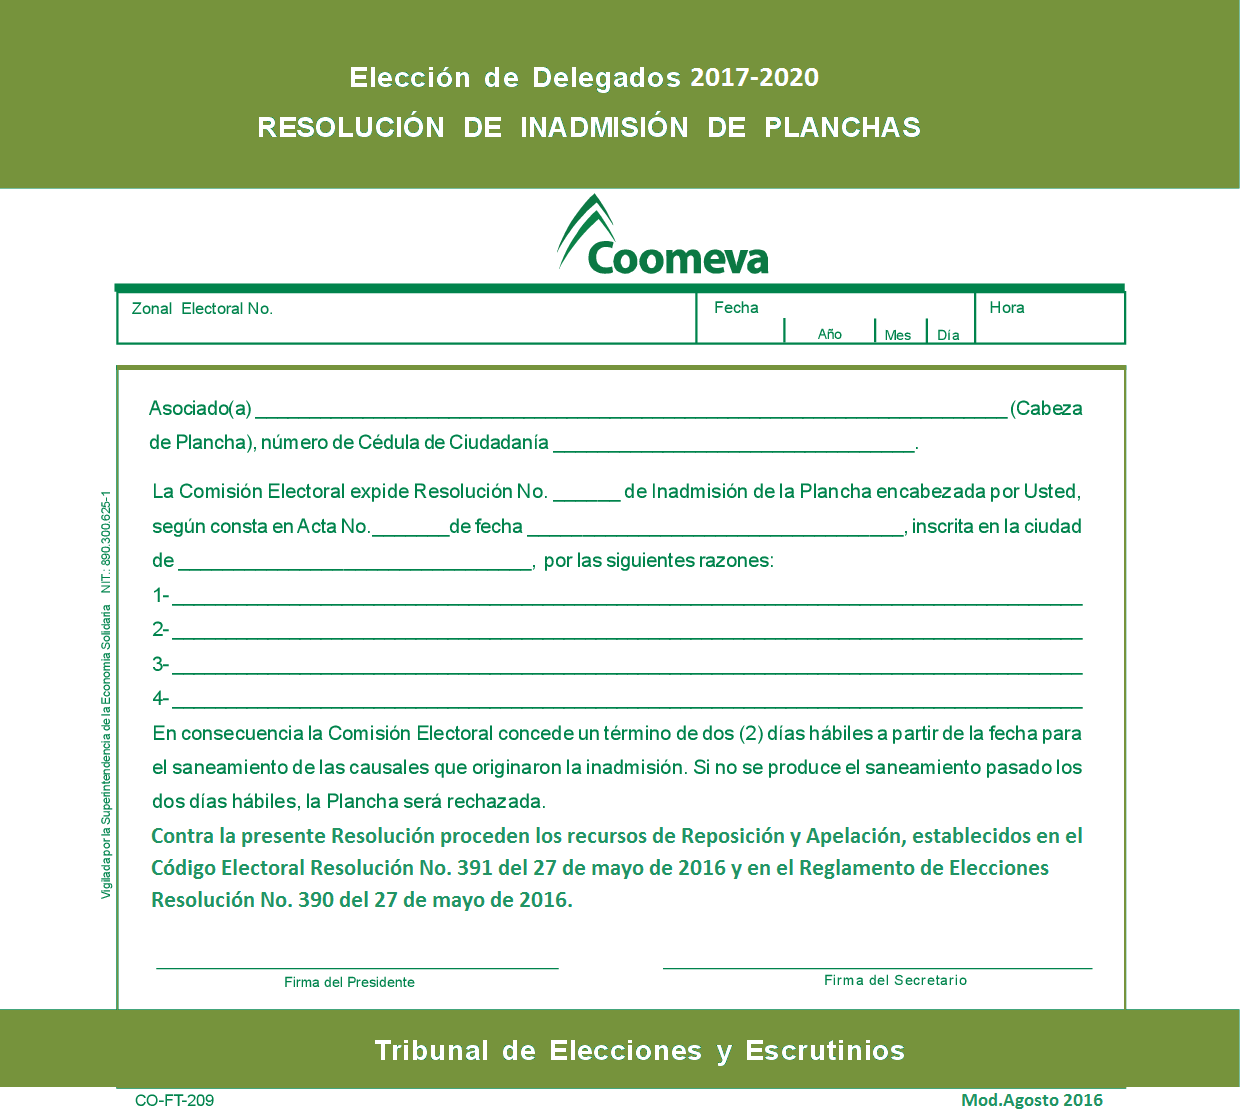 Elección de Delegados 2017-2020
RESOLUCIÓN DE INADMISIÓN DE PLANCHAS
Coomeva
Zonal Electoral No.
Fecha
Año
Mes
Día
Hora
Asociado(a) ______________________________ (Cabeza
de Plancha), número de Cédula de Ciudadanía ____________________.
La Comisión Electoral expide Resolución No. ______ de Inadmisión de la Plancha encabezada por Usted,
según consta en Acta No. _______ de fecha ____________________, inscrita en la ciudad
de ____________________, por las siguientes razones:
1- ______________________________
2- ______________________________
3- ______________________________
4- ______________________________
En consecuencia la Comisión Electoral concede un término de dos (2) días hábiles a partir de la fecha para
el saneamiento de las causales que originaron la inadmisión. Si no se produce el saneamiento pasado los
dos días hábiles, la Plancha será rechazada.
Contra la presente Resolución proceden los recursos de Reposición y Apelación, establecidos en el
Código Electoral Resolución No. 391 del 27 de mayo de 2016 y en el Reglamento de Elecciones
Resolución No. 390 del 27 de mayo de 2016.
Firma del Presidente
Firma del Secretario
Vigilada por la Superintendencia de la Economía Solidaria NIT.: 890.300.625-1
Tribunal de Elecciones y Escrutinios
CO-FT-209
Mod.Agosto 2016